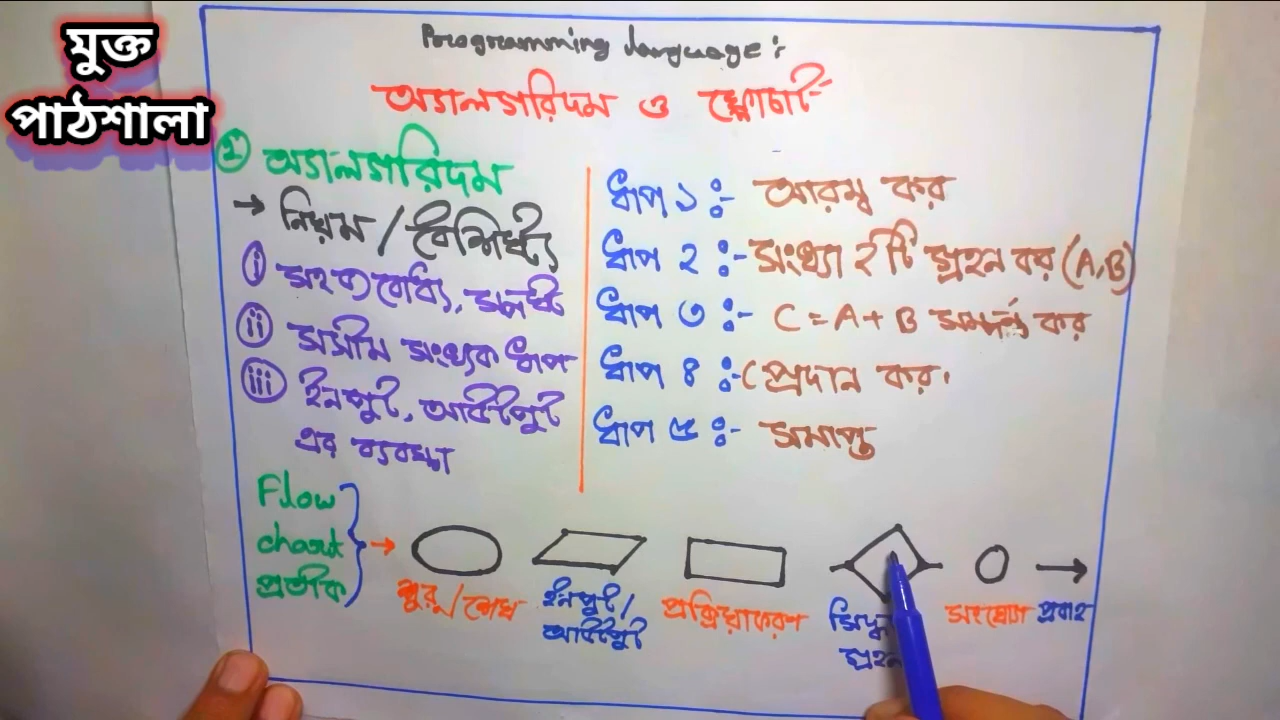 মুক্ত
পাঠশালা
Programming language :
অ্যালগরিদম ও ফ্লোচার্ট
① অ্যালগরিদম
→ নিয়ম / বৈশিষ্ট্য
i সহজবোধ্য, স্পষ্ট
ii সসীম সংখ্যক ধাপ
iii ইনপুট, আউটপুট
এর ব্যবস্থা
ধাপ ১ :- আরম্ভ কর
ধাপ ২ :- সংখ্যা ২টি গ্রহন কর (A,B)
ধাপ ৩ :- C = A + B সম্পূর্ন কর
ধাপ ৪ :- C প্রদান কর।
ধাপ ৫ :- সমাপ্ত
Flow
chart
প্রতীক
শুরু / শেষ
ইনপুট /
আউটপুট
প্রক্রিয়াকরণ
গ্রহন
সংযোগ
প্রবাহ